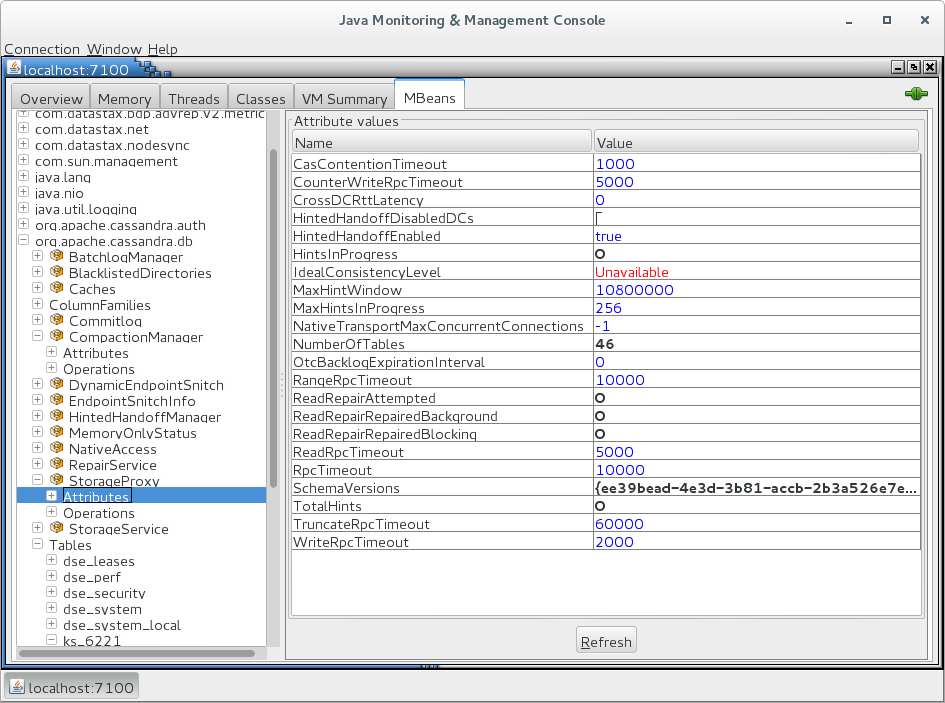 Java Monitoring & Management Console
Connection Window Help
localhost:7100
Overview Memory Threads Classes VM Summary MBeans
com.datastax.bdp.advrep.v2.metric
com.datastax.net
com.datastax.nodesync
com.sun.management
java.lang
java.nio
java.util.logging
org.apache.cassandra.auth
org.apache.cassandra.db
BatchlogManager
BlacklistedDirectories
Caches
ColumnFamilies
Commitlog
CompactionManager
Attributes
Operations
DynamicEndpointSnitch
EndpointSnitchInfo
HintedHandoffManager
MemoryOnlyStatus
NativeAccess
RepairService
StorageProxy
Attributes
Operations
StorageService
Tables
dse_leases
dse_perf
dse_security
dse_system
dse_system_local
ks_6221
Attribute values
Name Value
CasContentionTimeout 1000
CounterWriteRpcTimeout 5000
CrossDCRttLatency 0
HintedHandoffDisabledDCs [
HintedHandoffEnabled true
HintsInProgress 0
IdealConsistencyLevel Unavailable
MaxHintWindow 10800000
MaxHintsInProgress 256
NativeTransportMaxConcurrentConnections -1
NumberOfTables 46
OtcBacklogExpirationInterval 0
RangeRpcTimeout 10000
ReadRepairAttempted 0
ReadRepairRepairedBackground 0
ReadRepairRepairedBlocking 0
ReadRpcTimeout 5000
RpcTimeout 10000
SchemaVersions {ee39bead-4e3d-3b81-accb-2b3a526e7e...
TotalHints 0
TruncateRpcTimeout 60000
WriteRpcTimeout 2000
Refresh
localhost:7100